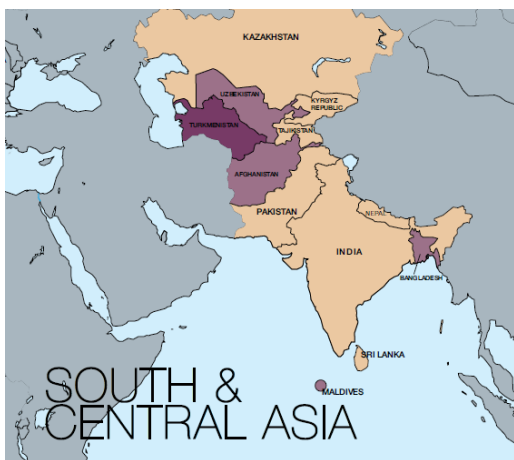 KAZAKHSTAN
UZBEKISTAN
KYRGYZ
REPUBLIC
TURKMENISTAN
TAJIKISTAN
AFGHANISTAN
PAKISTAN
NEPAL
INDIA
BANGLADESH
SRI LANKA
MALDIVES
SOUTH &
CENTRAL ASIA